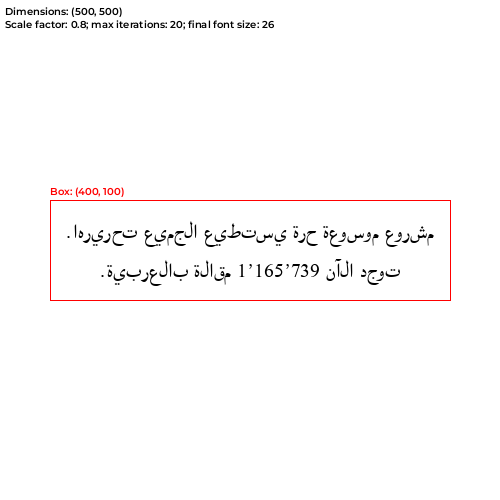 Dimensions: (500, 500)
Scale factor: 0.8; max iterations: 20; final font size: 26
Box: (400, 100)
مشروع موسوعة حرة يستطيع الجميع تحريرها.
توجد الآن 739’165’1 مقالة بالعربية.